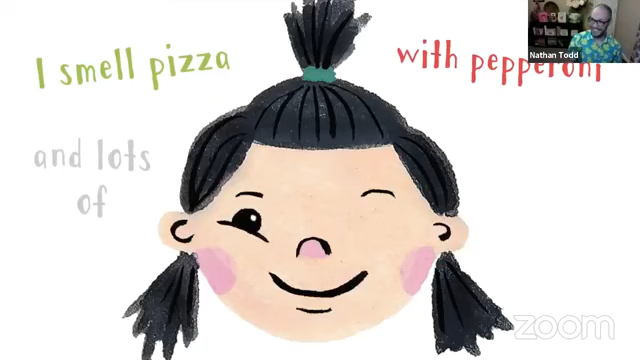 I smell pizza
with pepperoni
and lots
of
Nathan Todd
zoom